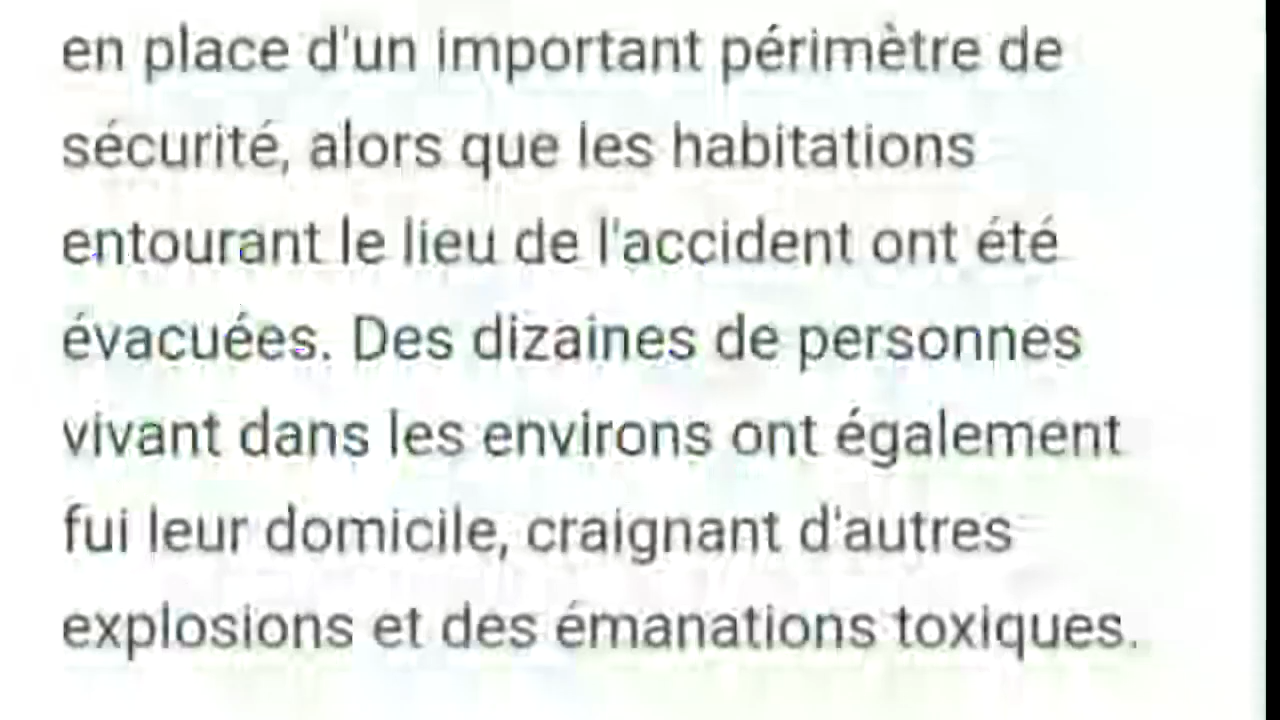 en place d'un important périmètre de
sécurité, alors que les habitations
entourant le lieu de l'accident ont été
évacuées. Des dizaines de personnes
vivant dans les environs ont également
fui leur domicile, craignant d'autres
explosions et des émanations toxiques.